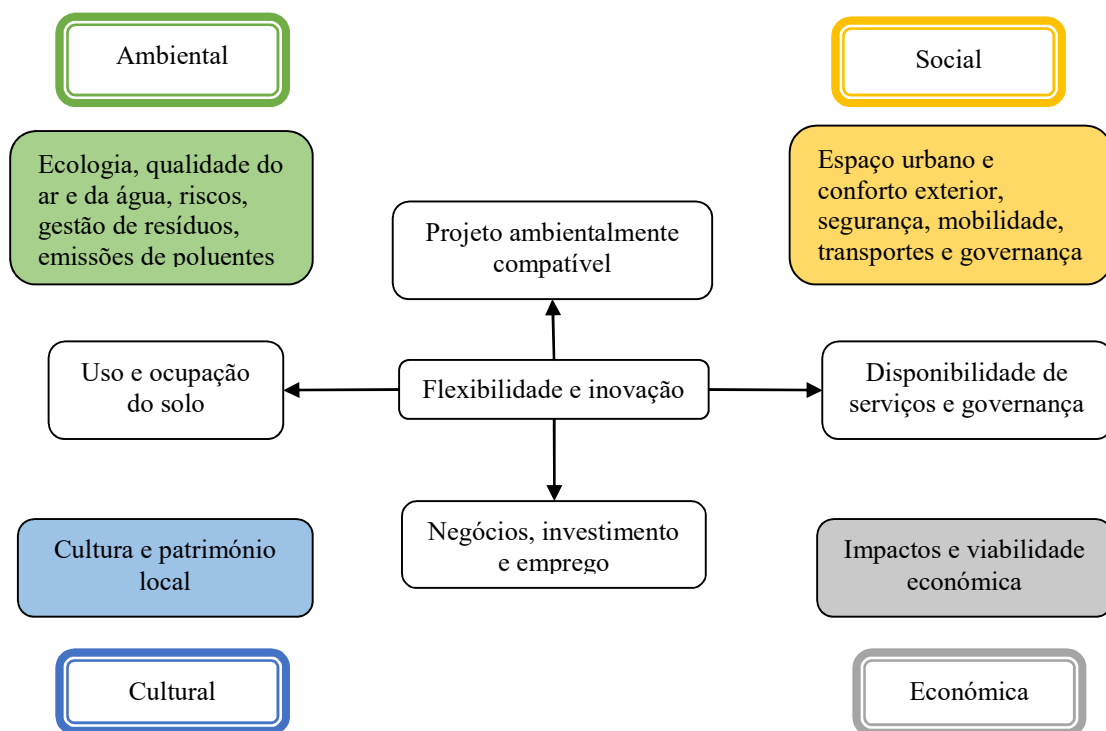 Ambiental
Social
Ecologia, qualidade do
ar e da água, riscos,
gestão de resíduos,
emissões de poluentes
Espaço urbano e
conforto exterior,
segurança, mobilidade,
transportes e governança
Projeto ambientalmente
compatível
Uso e ocupação
do solo
Flexibilidade e inovação
Disponibilidade de
serviços e governança
Negócios, investimento
e emprego
Cultura e património
local
Impactos e viabilidade
económica
Cultural
Económica